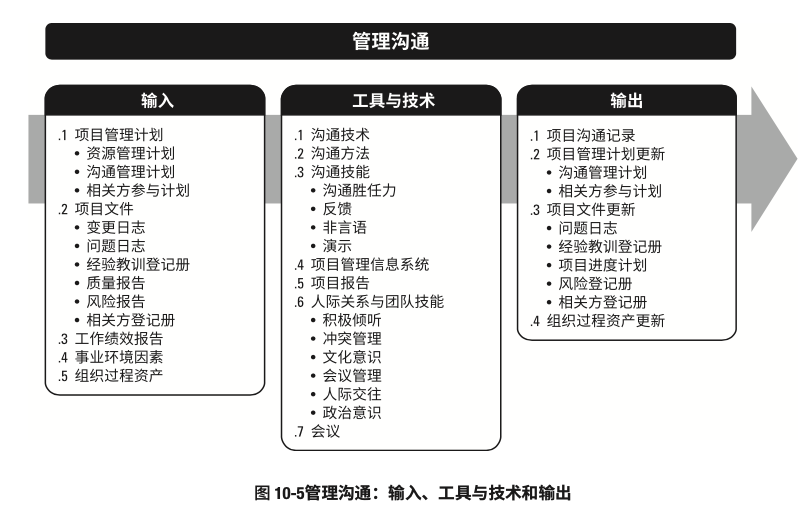 管理沟通
输入
.1 项目管理计划
• 资源管理计划
• 沟通管理计划
• 相关方参与计划
.2 项目文件
• 变更日志
• 问题日志
• 经验教训登记册
• 质量报告
• 风险报告
• 相关方登记册
.3 工作绩效报告
.4 事业环境因素
.5 组织过程资产
工具与技术
.1 沟通技术
.2 沟通方法
.3 沟通技能
• 沟通胜任力
• 反馈
• 非言语
• 演示
.4 项目管理信息系统
.5 项目报告
.6 人际关系与团队技能
• 积极倾听
• 冲突管理
• 文化意识
• 会议管理
• 人际交往
• 政治意识
.7 会议
输出
.1 项目沟通记录
.2 项目管理计划更新
• 沟通管理计划
• 相关方参与计划
.3 项目文件更新
• 问题日志
• 经验教训登记册
• 项目进度计划
• 风险登记册
• 相关方登记册
.4 组织过程资产更新
图 10-5管理沟通：输入、工具与技术和输出